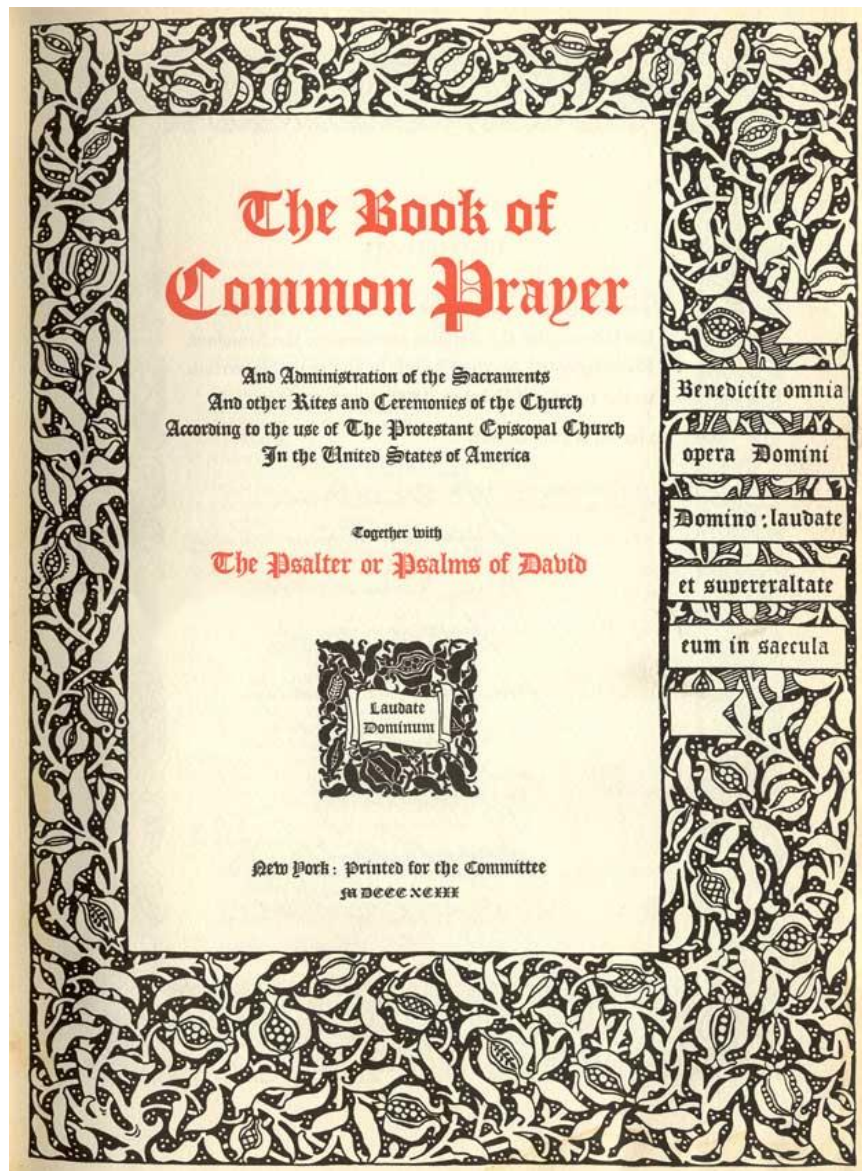 The Book of
Common Prayer
And Administration of the Sacraments
And other Rites and Ceremonies of the Church
According to the use of The Protestant Episcopal Church
In the United States of America
Together with
The Psalter or Psalms of David
Laudate
Dominum
New York: Printed for the Committee
M DCCC XCIII
Benedicite omnia
opera Domini
Domino : laudate
et superexaltate
eum in saecula